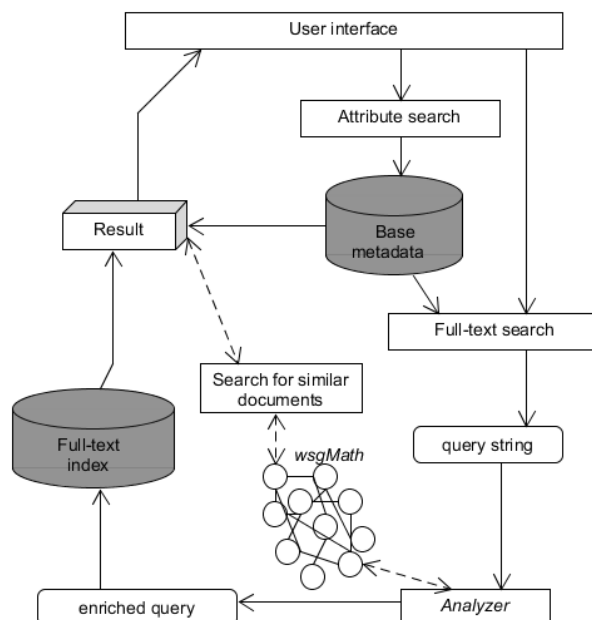 User interface
Attribute search
Result
Base
metadata
Full-text search
Search for similar
documents
Full-text
index
query string
wsgMath
enriched query
Analyzer